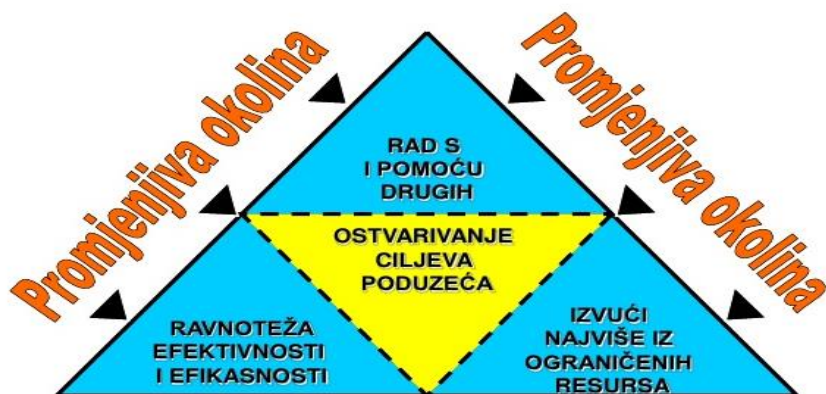 Promjenjiva okolina
Promjenjiva okolina
RAD S
I POMOĆU
DRUGIH
OSTVARIVANJE
CILJEVA
PODUZEĆA
RAVNOTEŽA
EFEKTIVNOSTI
I EFIKASNOSTI
IZVUĆI
NAJVIŠE IZ
OGRANIČENIH
RESURSA